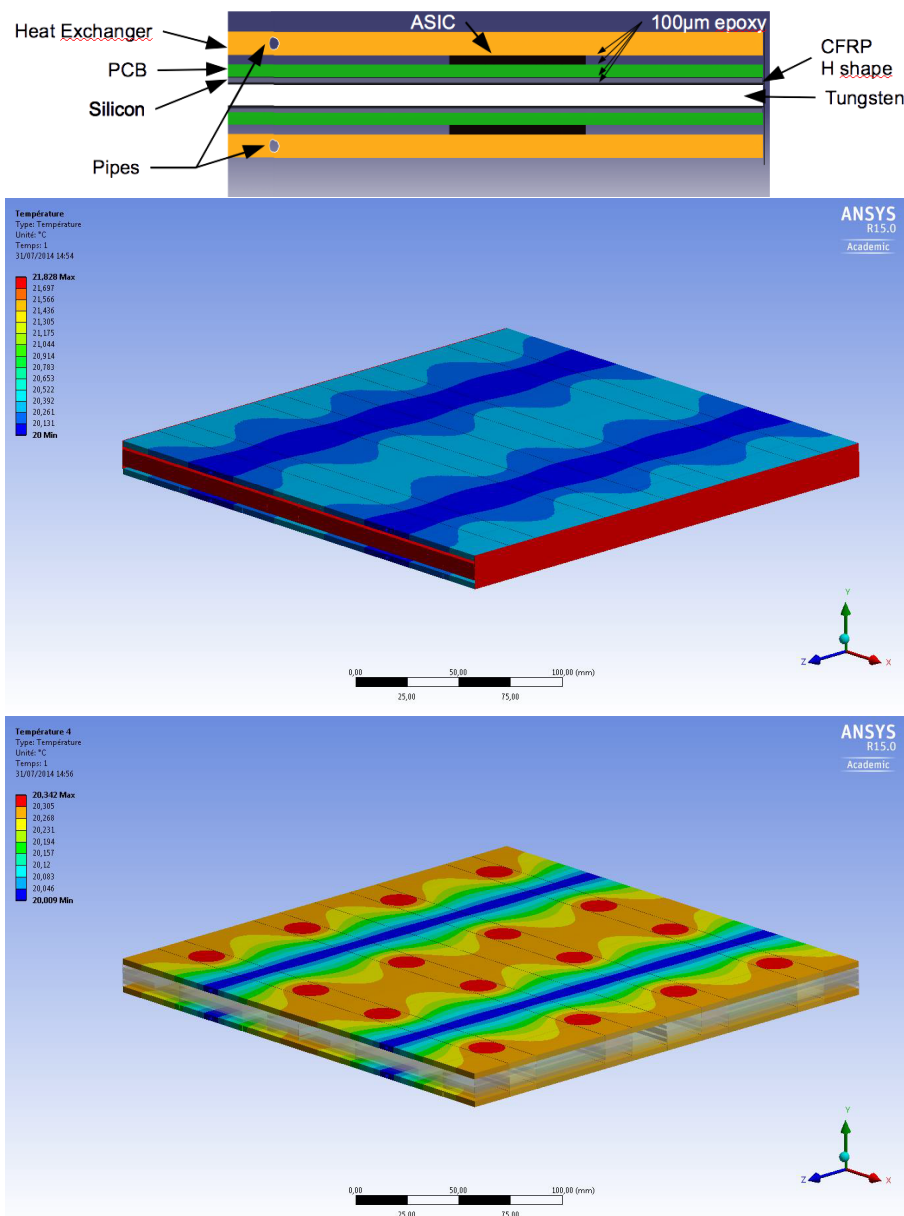 ASIC
100µm epoxy
Heat Exchanger
CFRP
H shape
PCB
Tungsten
Silicon
Pipes
Température
Type: Température
Unité: °C
Temps: 1
31/07/2014 14:54
21,828 Max
21,697
21,566
21,436
21,305
21,175
21,044
20,914
20,783
20,653
20,522
20,392
20,261
20,131
20 Min
ANSYS
R15.0
Academic
Y
Z
X
0,00
50,00
100,00 (mm)
25,00
75,00
Température 4
Type: Température
Unité: °C
Temps: 1
31/07/2014 14:56
20,342 Max
20,305
20,268
20,231
20,194
20,157
20,12
20,083
20,046
20,009 Min
ANSYS
R15.0
Academic
Y
Z
X
0,00
50,00
100,00 (mm)
25,00
75,00